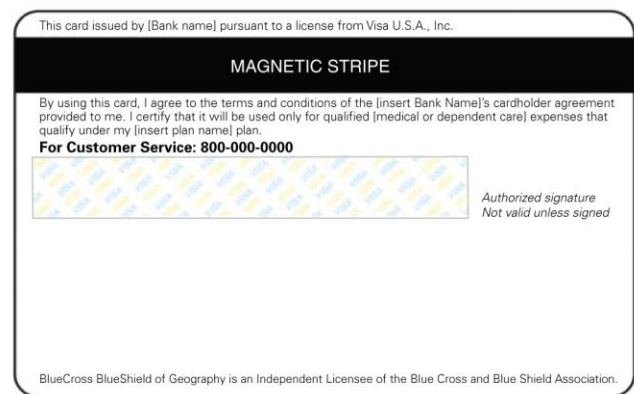 This card issued by [Bank name] pursuant to a license from Visa U.S.A., Inc.
MAGNETIC STRIPE
By using this card, I agree to the terms and conditions of the [insert Bank Name]'s cardholder agreement
provided to me. I certify that it will be used only for qualified [medical or dependent care] expenses that
qualify under my [insert plan name] plan.
For Customer Service: 800-000-0000
Authorized signature
Not valid unless signed
BlueCross BlueShield of Geography is an Independent Licensee of the Blue Cross and Blue Shield Association.